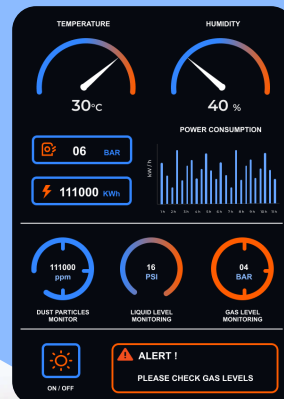 TEMPERATURE
HUMIDITY
30°C
40 %
POWER CONSUMPTION
06 BAR
111000 KWh
kW / h
111000
ppm
16
PSI
04
BAR
DUST PARTICLES
MONITOR
LIQUID LEVEL
MONITORING
GAS LEVEL
MONITORING
ALERT !
PLEASE CHECK GAS LEVELS
ON / OFF